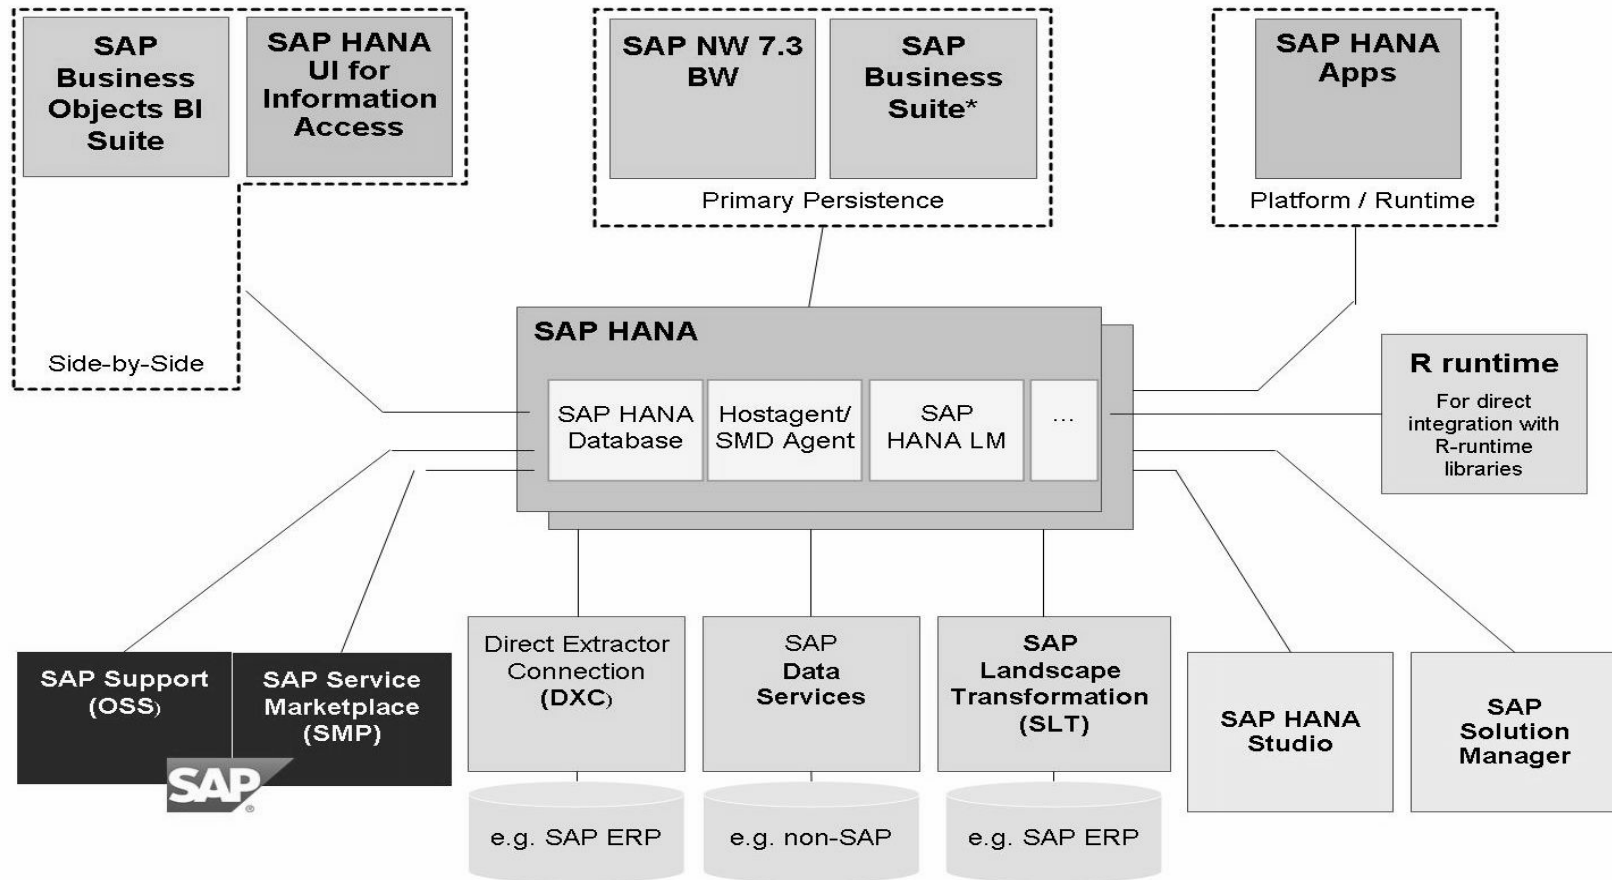 SAP
Business
Objects BI
Suite
SAP HANA
UI for
Information
Access
Side-by-Side
SAP NW 7.3
BW
SAP
Business
Suite*
Primary Persistence
SAP HANA
Apps
Platform / Runtime
SAP HANA
SAP HANA
Database
Hostagent/
SMD Agent
SAP
HANA LM
...
R runtime
For direct
integration with
R-runtime
libraries
SAP Support
(OSS)
SAP Service
Marketplace
(SMP)
SAP
®
Direct Extractor
Connection
(DXC)
SAP
Data
Services
SAP
Landscape
Transformation
(SLT)
SAP HANA
Studio
SAP
Solution
Manager
e.g. SAP ERP
e.g. non-SAP
e.g. SAP ERP